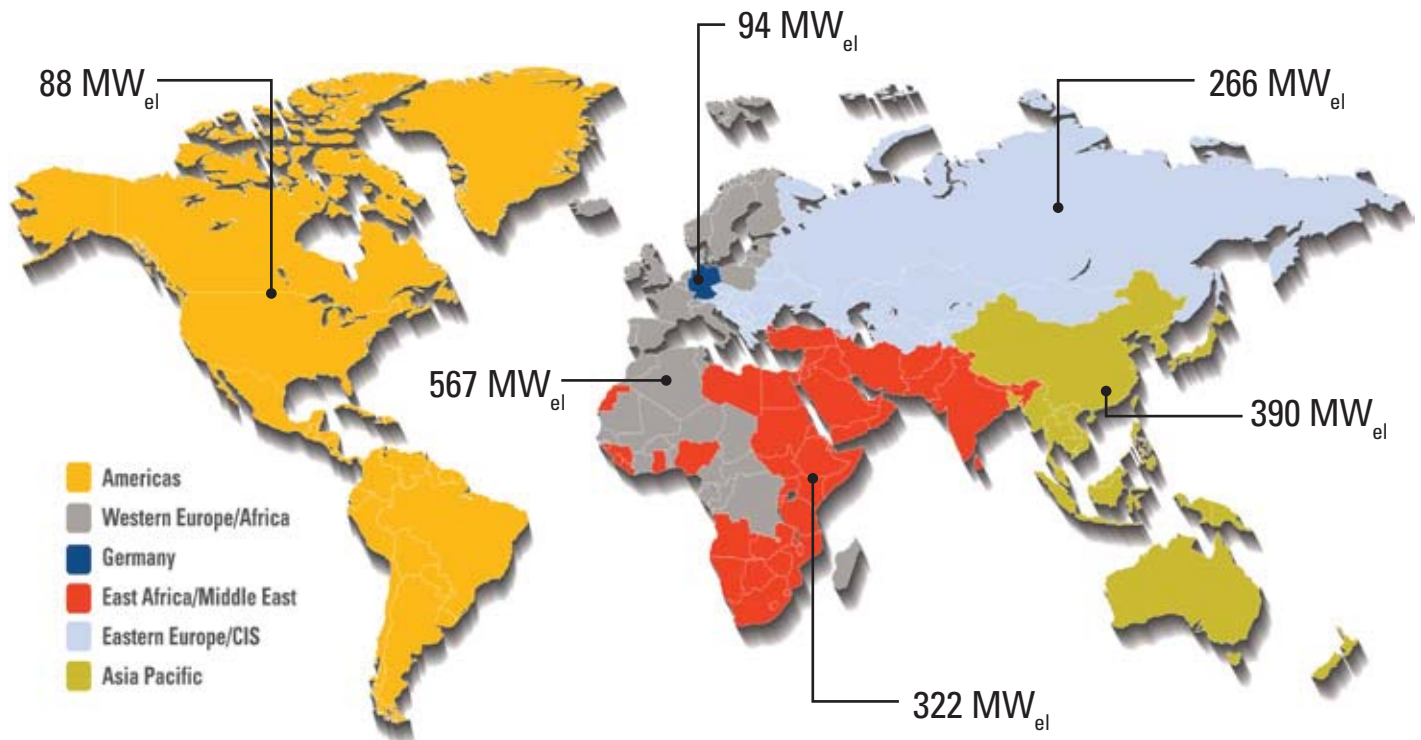 94 MWel
88 MWel
266 MWel
567 MWel
390 MWel
Americas
Western Europe/Africa
Germany
East Africa/Middle East
Eastern Europe/CIS
Asia Pacific
322 MWel